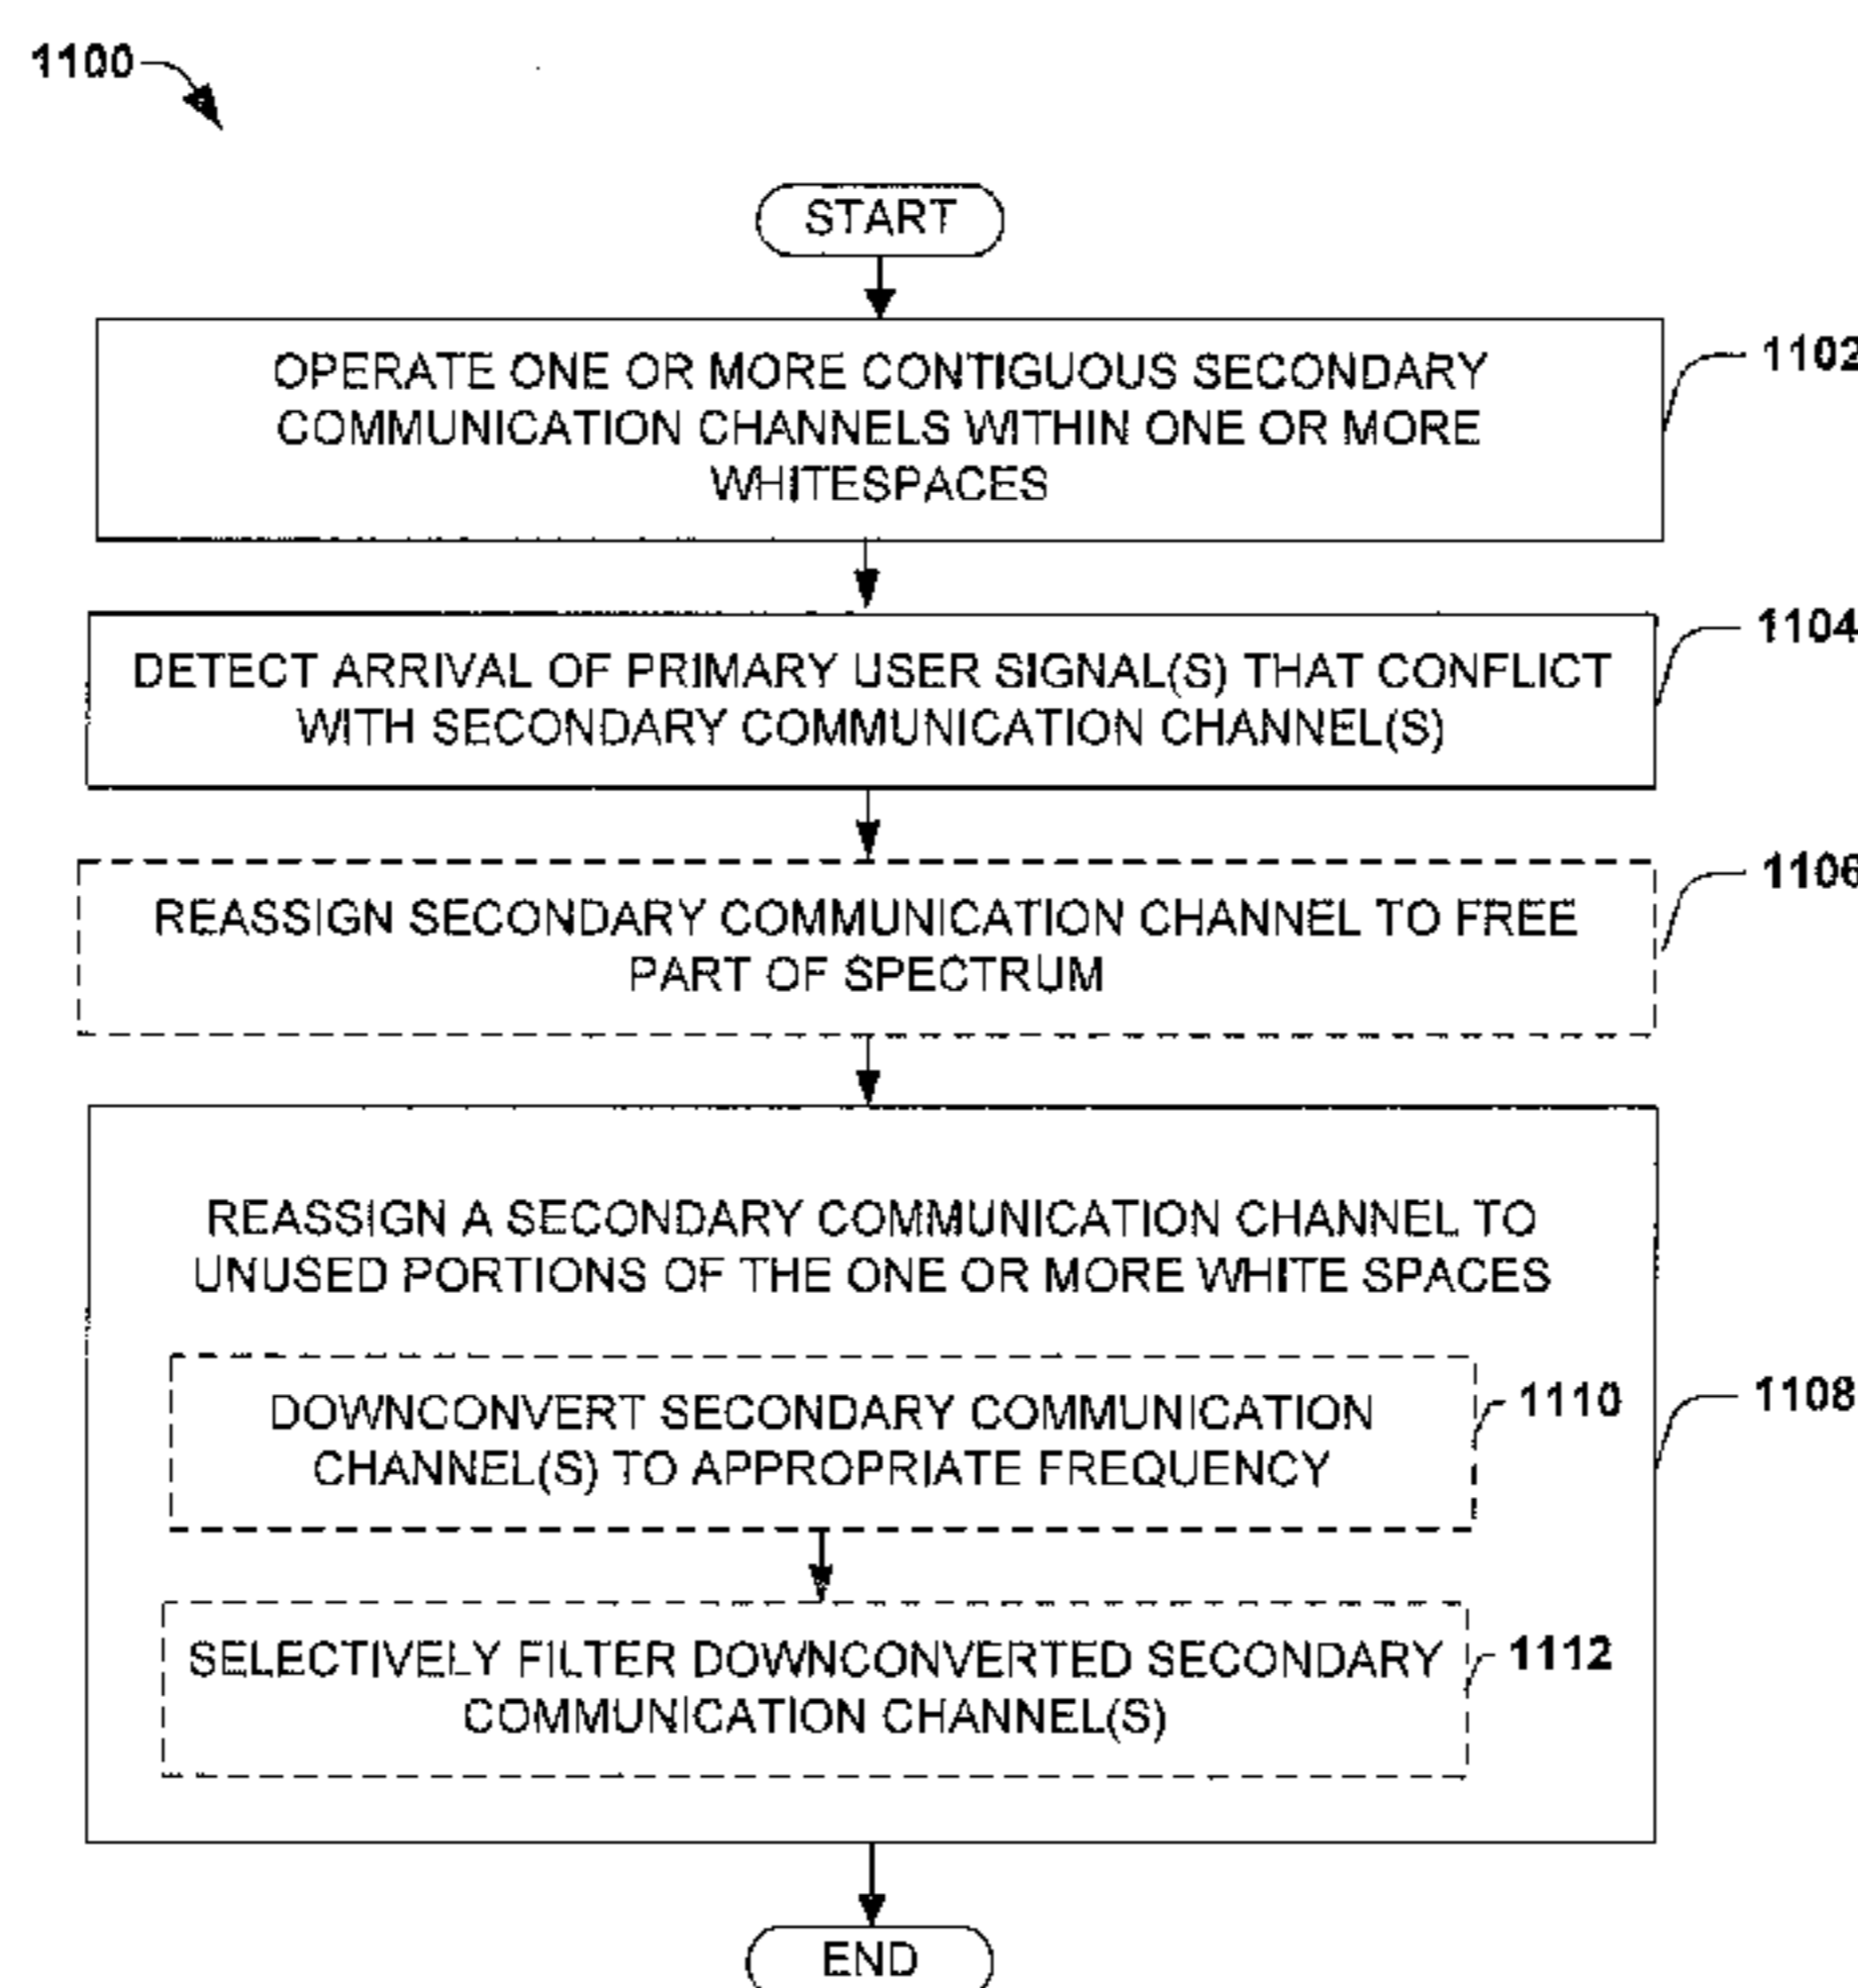 1100
START
OPERATE ONE OR MORE CONTIGUOUS SECONDARY
COMMUNICATION CHANNELS WITHIN ONE OR MORE
WHITESPACES
1102
DETECT ARRIVAL OF PRIMARY USER SIGNAL(S) THAT CONFLICT
WITH SECONDARY COMMUNICATION CHANNEL(S)
1104
REASSIGN SECONDARY COMMUNICATION CHANNEL TO FREE
PART OF SPECTRUM
1106
REASSIGN A SECONDARY COMMUNICATION CHANNEL TO
UNUSED PORTIONS OF THE ONE OR MORE WHITE SPACES
1108
DOWNCONVERT SECONDARY COMMUNICATION
CHANNEL(S) TO APPROPRIATE FREQUENCY
1110
SELECTIVELY FILTER DOWNCONVERTED SECONDARY
COMMUNICATION CHANNEL(S)
1112
END